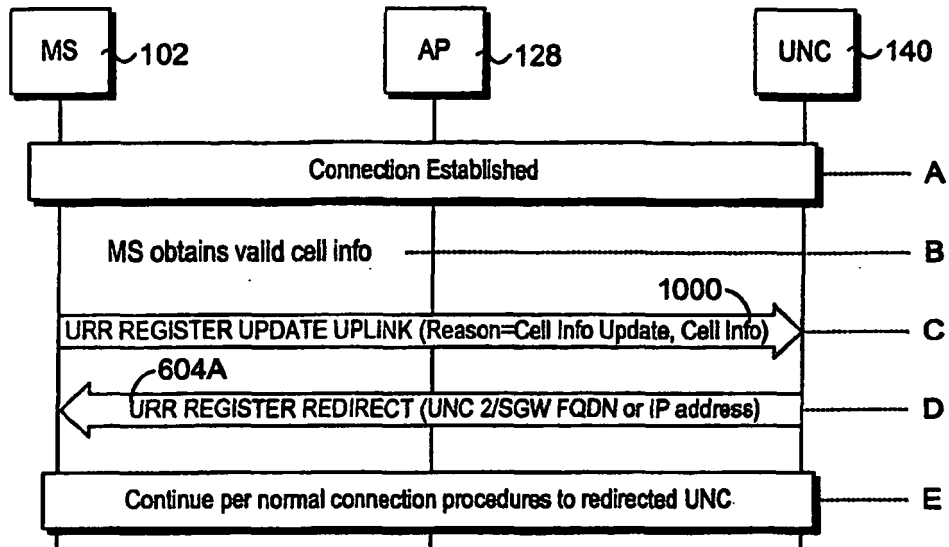 MS 102
AP 128
UNC 140
Connection Established A
MS obtains valid cell info B
1000
URR REGISTER UPDATE UPLINK (Reason=Cell Info Update, Cell Info) C
604A
URR REGISTER REDIRECT (UNC 2/SGW FQDN or IP address) D
Continue per normal connection procedures to redirected UNC E